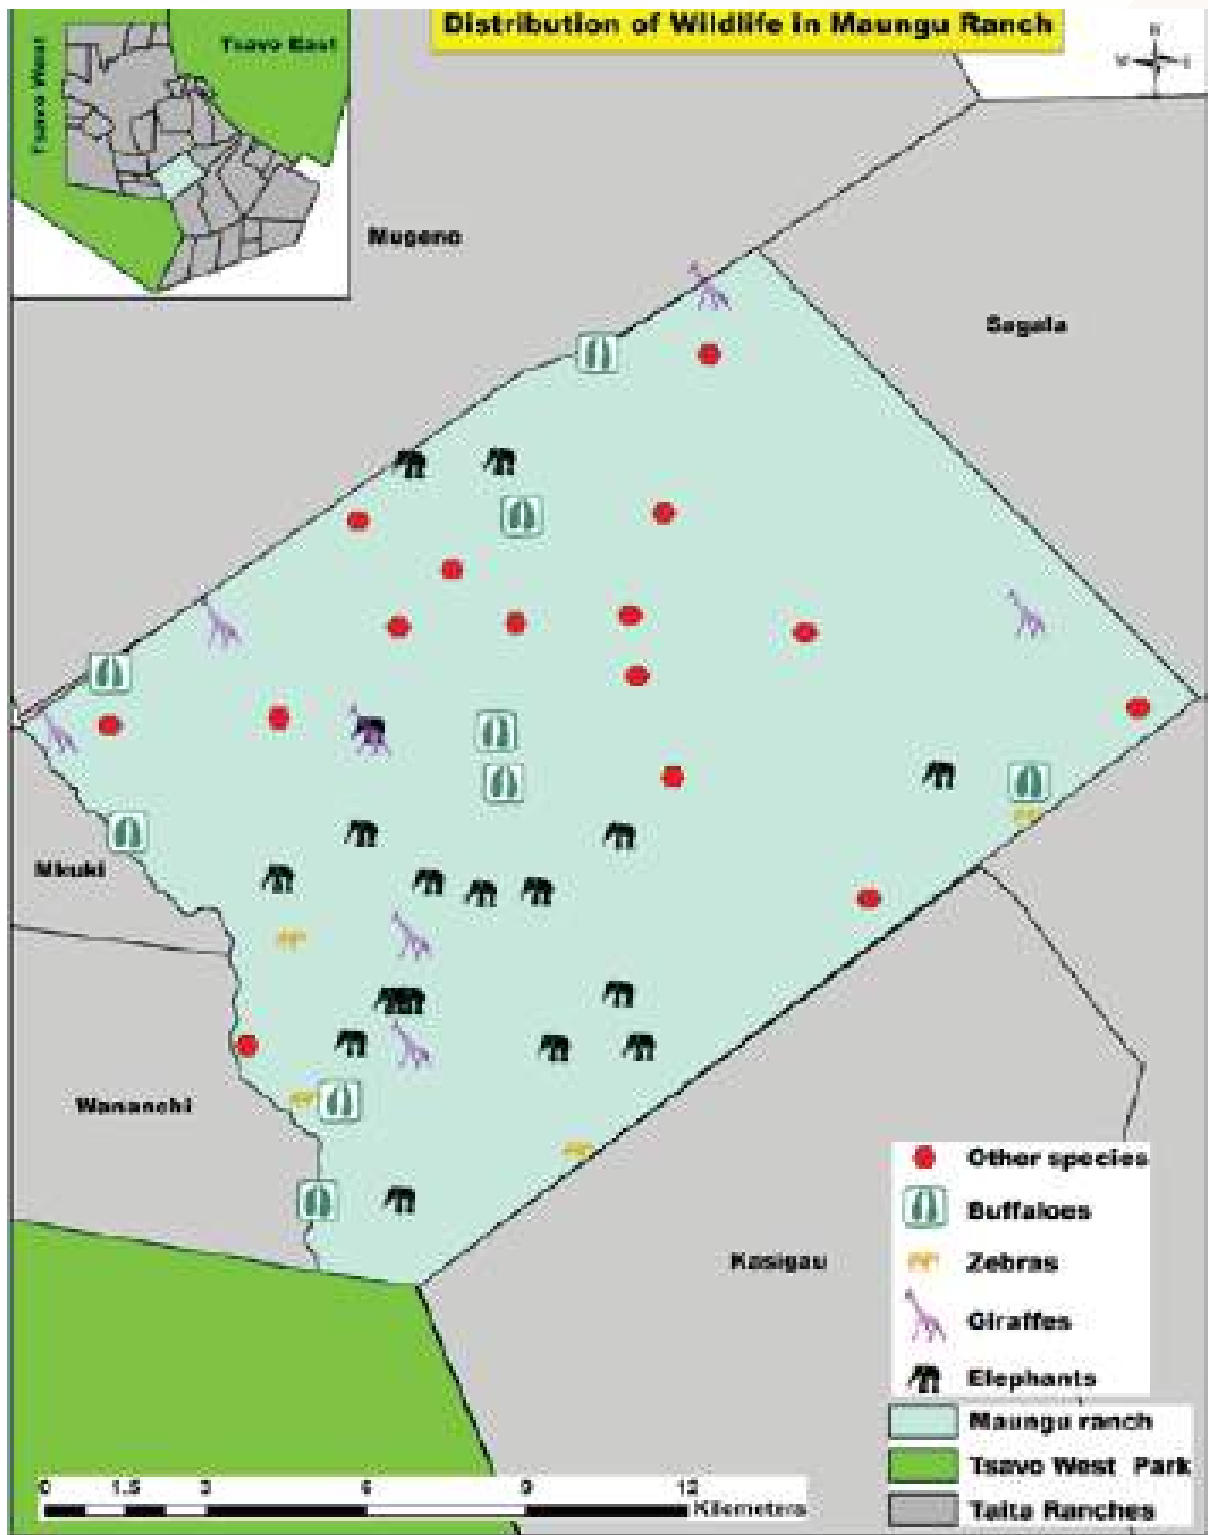 Distribution of Wildlife in Maungu Ranch
Tsavo East
Tsavo West
N
W
E
Mugeno
Sagala
Mkuki
Wananchi
Kasigau
Other species
Buffaloes
Zebras
Giraffes
Elephants
Maungu ranch
Tsavo West Park
Taita Ranches
0 1.5 3 6 9 12
Kilometers